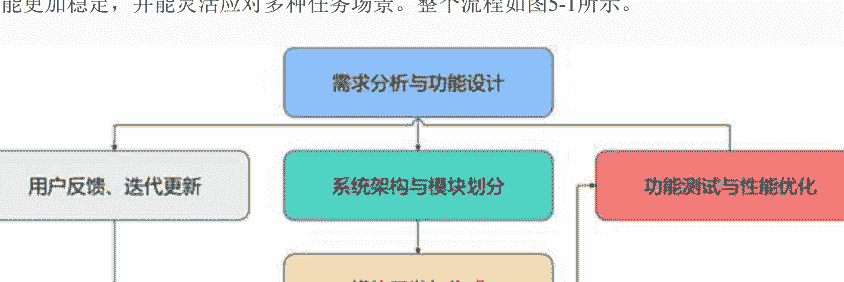 能更加稳定，并能灵活应对多种任务场景。整个流程如图5-1所示。
需求分析与功能设计
用户反馈、迭代更新
系统架构与模块划分
功能测试与性能优化